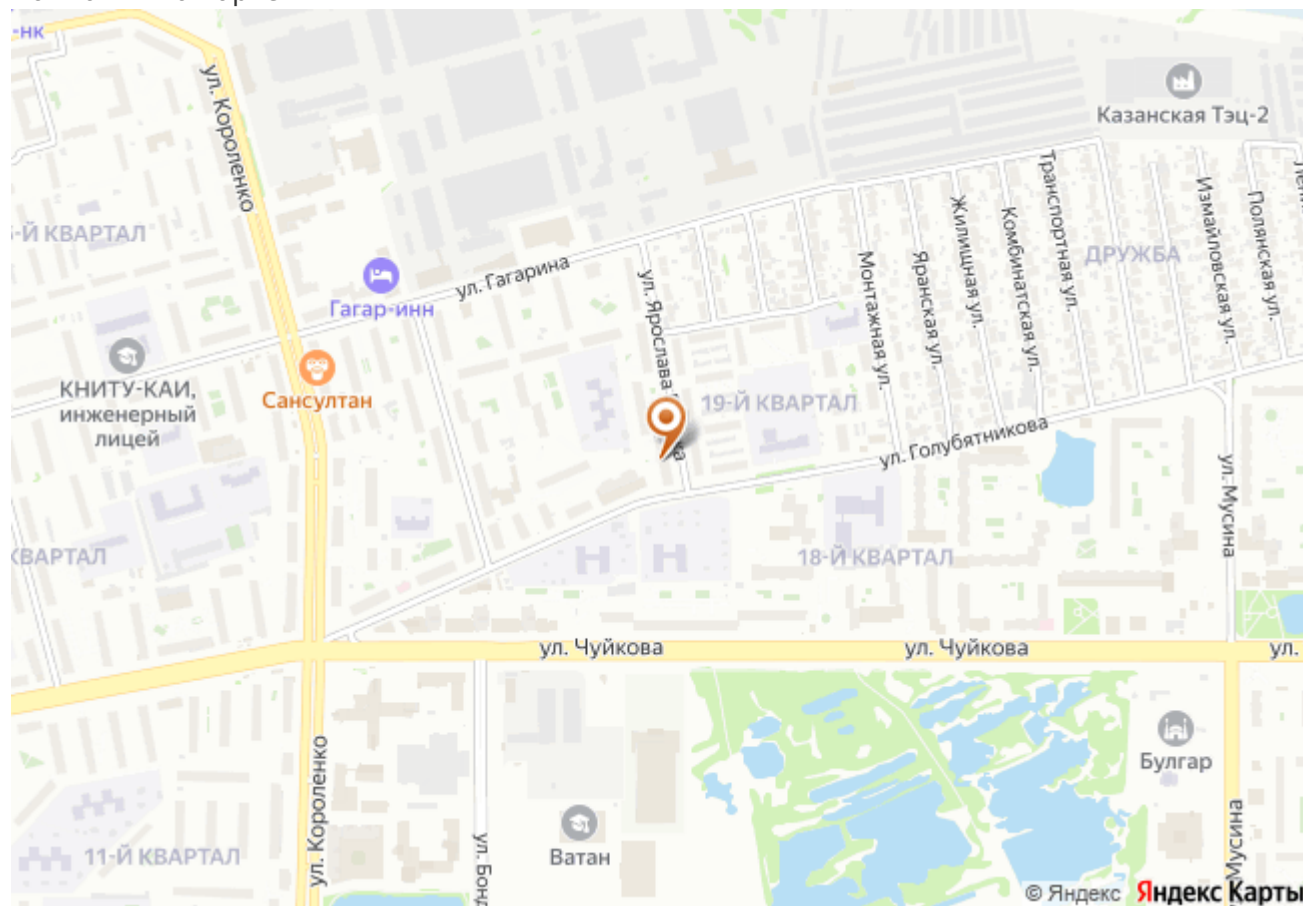 -нк
ул. Короленко
Казанская Тэц-2
5-Й КВАРТАЛ
Гагар-инн
ул. Гагарина
ул. Ярослава
Монтажная ул.
Яранская ул.
Жилищная ул.
Комбинатская ул.
Транспортная ул.
ДРУЖБА
Измайловская ул.
Полянская ул.
КНИТУ-КАИ,
инженерный
лицей
Сансултан
19-Й КВАРТАЛ
ул. Голубятникова
ул. Мусина
КВАРТАЛ
18-Й КВАРТАЛ
ул. Чуйкова
ул. Чуйкова
ул.
ул. Короленко
Булгар
11-Й КВАРТАЛ
Ватан
ул. Бонд
Мусина
© Яндекс Яндекс Карты